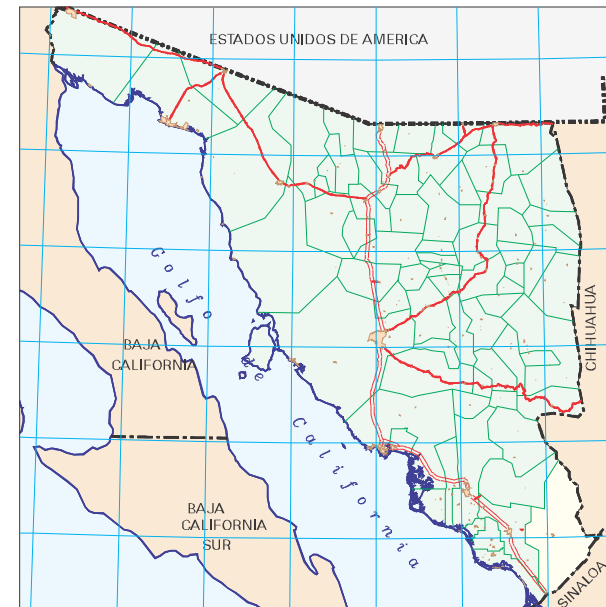 ESTADOS UNIDOS DE AMERICA
Golfo de California
CHIHUAHUA
BAJA
CALIFORNIA
BAJA
CALIFORNIA
SUR
SINALOA